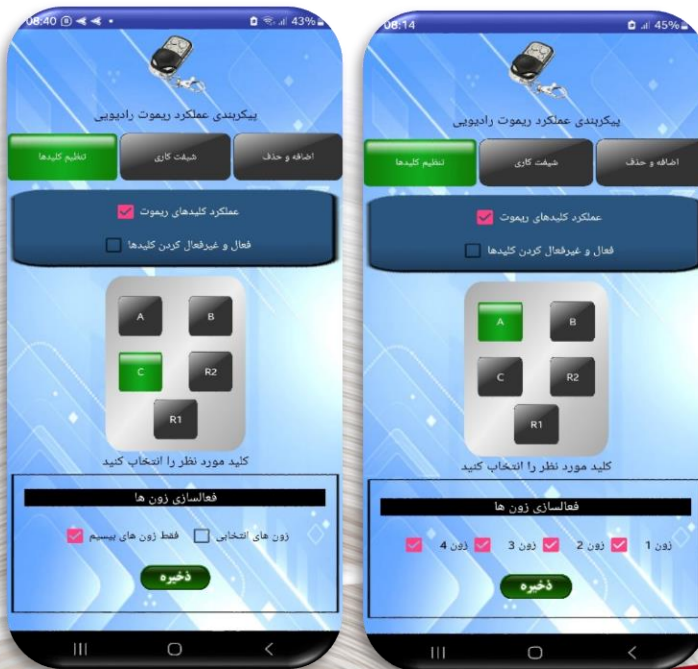 08:40
43%
پیکربندی عملکرد ریموت رادیویی
اضافه و حذف
شیفت کاری
تنظیم کلیدها
عملکرد کلیدهای ریموت
فعال و غیرفعال کردن کلیدها
A
B
C
R2
R1
کلید مورد نظر را انتخاب کنید
فعالسازی زون ها
زون های انتخابی
فقط زون های بیسیم
ذخیره
08:14
45%
پیکربندی عملکرد ریموت رادیویی
اضافه و حذف
شیفت کاری
تنظیم کلیدها
عملکرد کلیدهای ریموت
فعال و غیرفعال کردن کلیدها
A
B
C
R2
R1
کلید مورد نظر را انتخاب کنید
فعالسازی زون ها
زون 1
زون 2
زون 3
زون 4
ذخیره